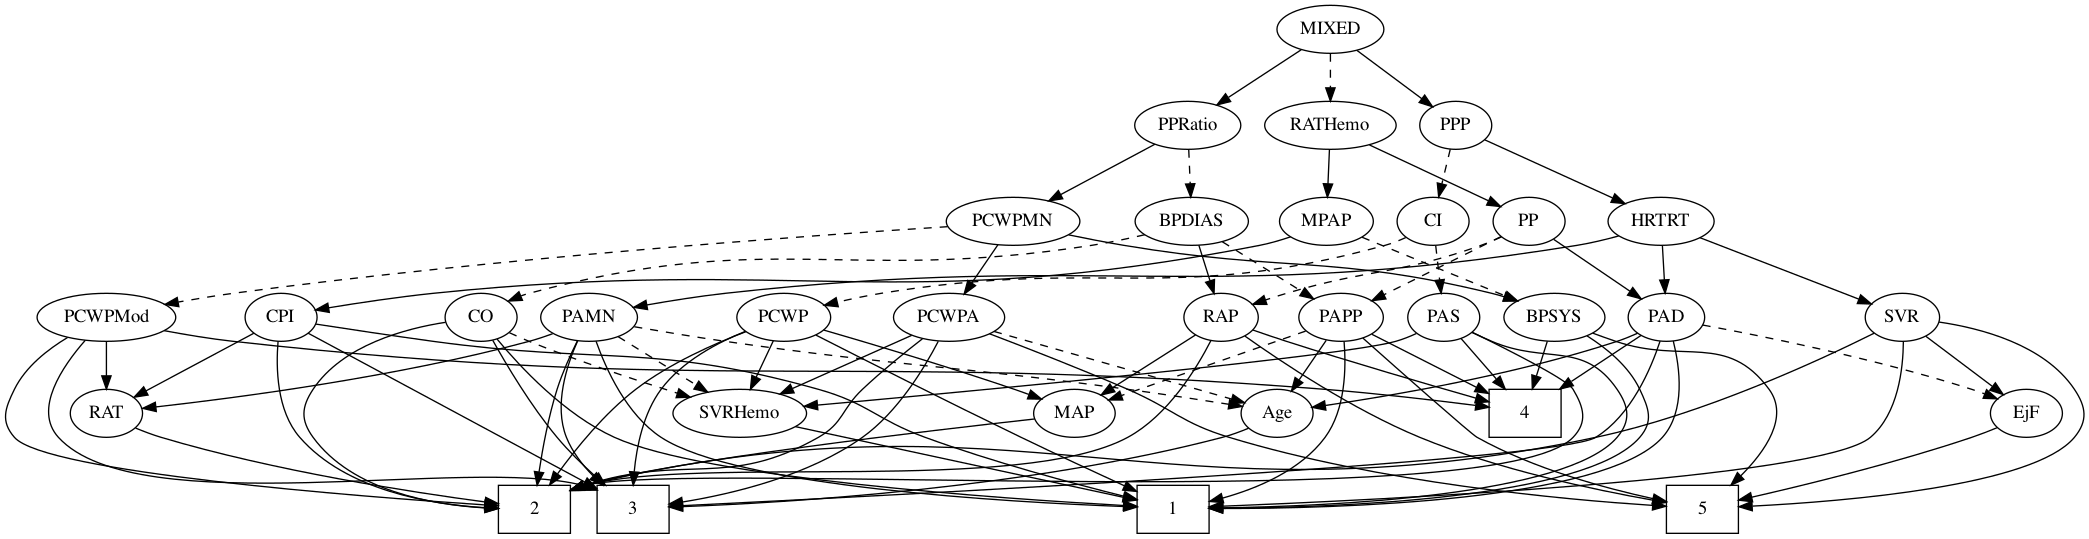 MIXED
PPRatio
RATHemo
PPP
PCWPMN
BPDIAS
MPAP
CI
PP
HRTRT
PCWPMod
CPI
CO
PAMN
PCWP
PCWPA
RAP
PAPP
PAS
BPSYS
PAD
SVR
RAT
SVRHemo
MAP
Age
4
EjF
2
3
1
5